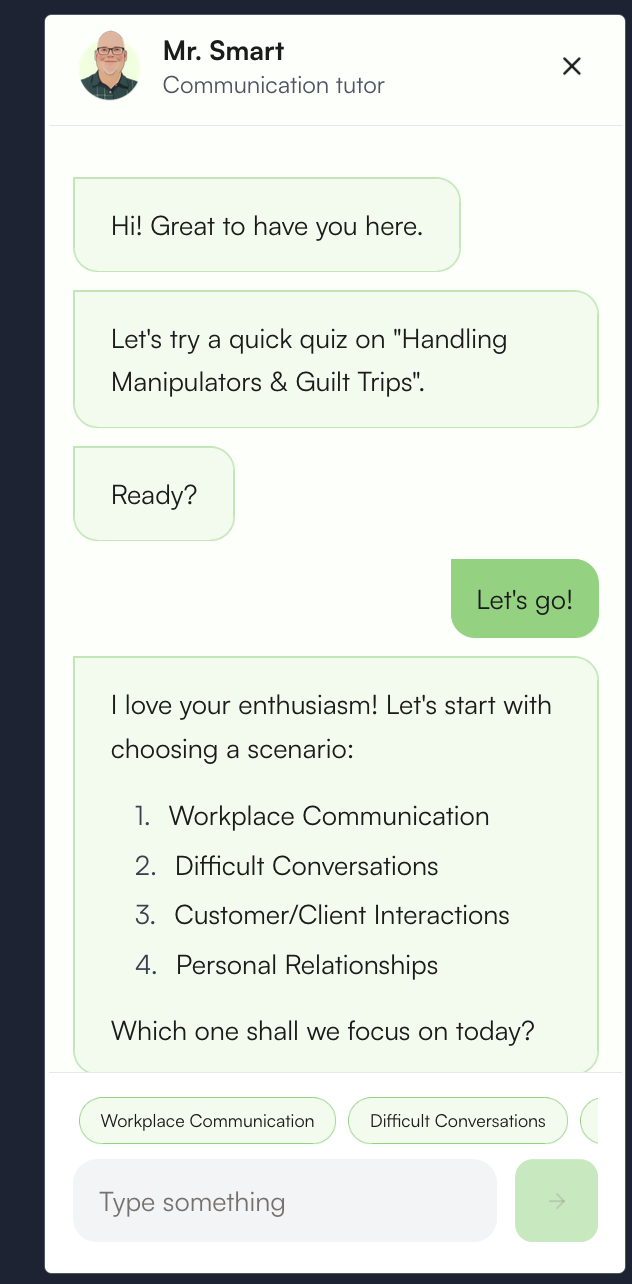 Mr. Smart
Communication tutor
Hi! Great to have you here.
Let's try a quick quiz on "Handling
Manipulators & Guilt Trips".
Ready?
Let's go!
I love your enthusiasm! Let's start with
choosing a scenario:
1. Workplace Communication
2. Difficult Conversations
3. Customer/Client Interactions
4. Personal Relationships
Which one shall we focus on today?
Workplace Communication
Difficult Conversations
Type something